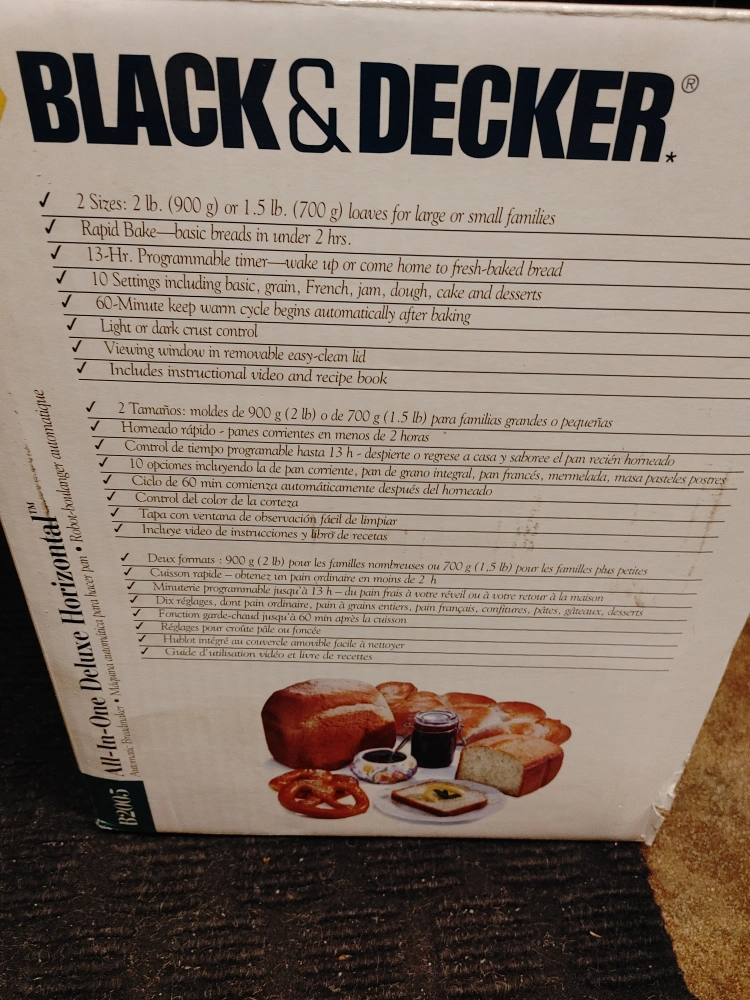 BLACK & DECKER®*
✓ 2 Sizes: 2 lb. (900 g) or 1.5 lb. (700 g) loaves for large or small families
✓ Rapid Bake—basic breads in under 2 hrs.
✓ 13-Hr. Programmable timer—wake up or come home to fresh-baked bread
✓ 10 Settings including basic, grain, French, jam, dough, cake and desserts
✓ 60-Minute keep warm cycle begins automatically after baking
✓ Light or dark crust control
✓ Viewing window in removable easy-clean lid
✓ Includes instructional video and recipe book
✓ 2 Tamaños: moldes de 900 g (2 lb) o de 700 g (1.5 lb) para familias grandes o pequeñas
✓ Horneado rápido - panes corrientes en menos de 2 horas
✓ Control de tiempo programable hasta 13 h - despierte o regrese a casa y saboree el pan recién horneado
✓ 10 opciones incluyendo la de pan corriente, pan de grano integral, pan francés, mermelada, masa pasteles postres
✓ Ciclo de 60 min comienza automáticamente después del horneado
✓ Control del color de la corteza
✓ Tapa con ventana de observación fácil de limpiar
✓ Incluye video de instrucciones y libro de recetas
✓ Deux formats : 900 g (2 lb) pour les familles nombreuses ou 700 g (1,5 lb) pour les familles plus petites
✓ Cuisson rapide – obtenez un pain ordinaire en moins de 2 h
✓ Minuterie programmable jusqu'à 13 h – du pain frais à votre réveil ou à votre retour à la maison
✓ Dix réglages, dont pain ordinaire, pain à grains entiers, pain français, confitures, pâtes, gâteaux, desserts
✓ Fonction garde-chaud jusqu'à 60 min après la cuisson
✓ Réglages pour croûte pâle ou foncée
✓ Hublot intégré au couvercle amovible facile à nettoyer
✓ Guide d'utilisation vidéo et livre de recettes
All-In-One Deluxe Horizontal™
Automatic Breadmaker • Máquina automática para hacer pan • Robot-boulanger automatique
B2005